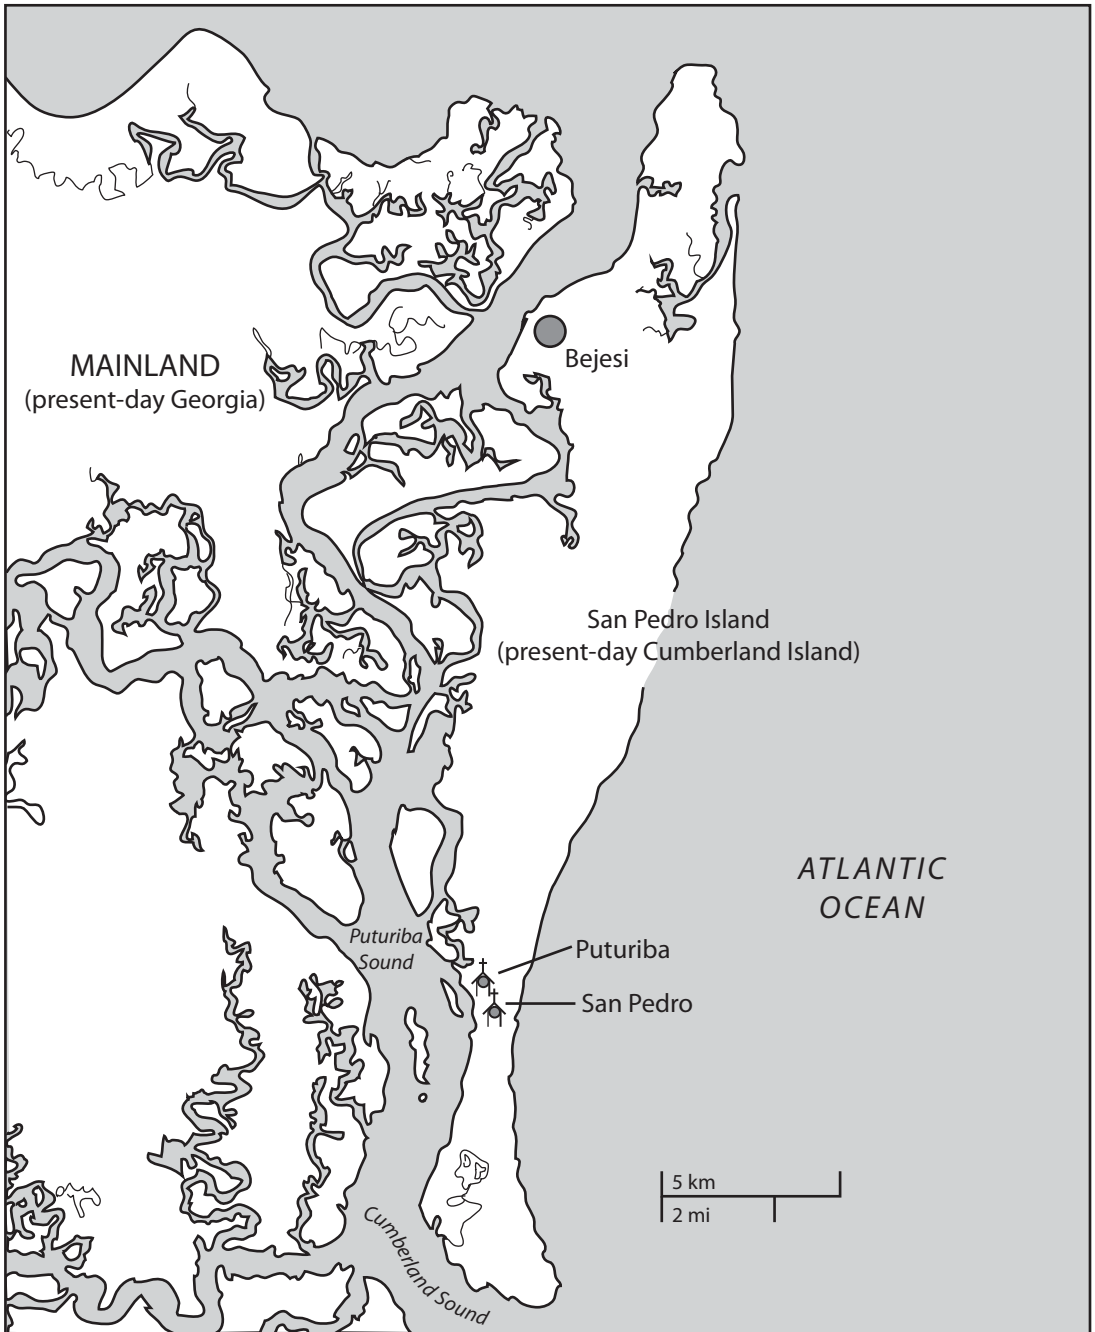 MAINLAND
(present-day Georgia)
Bejesi
San Pedro Island
(present-day Cumberland Island)
ATLANTIC
OCEAN
Puturiba
Sound
Puturiba
San Pedro
5 km
2 mi
Cumberland Sound